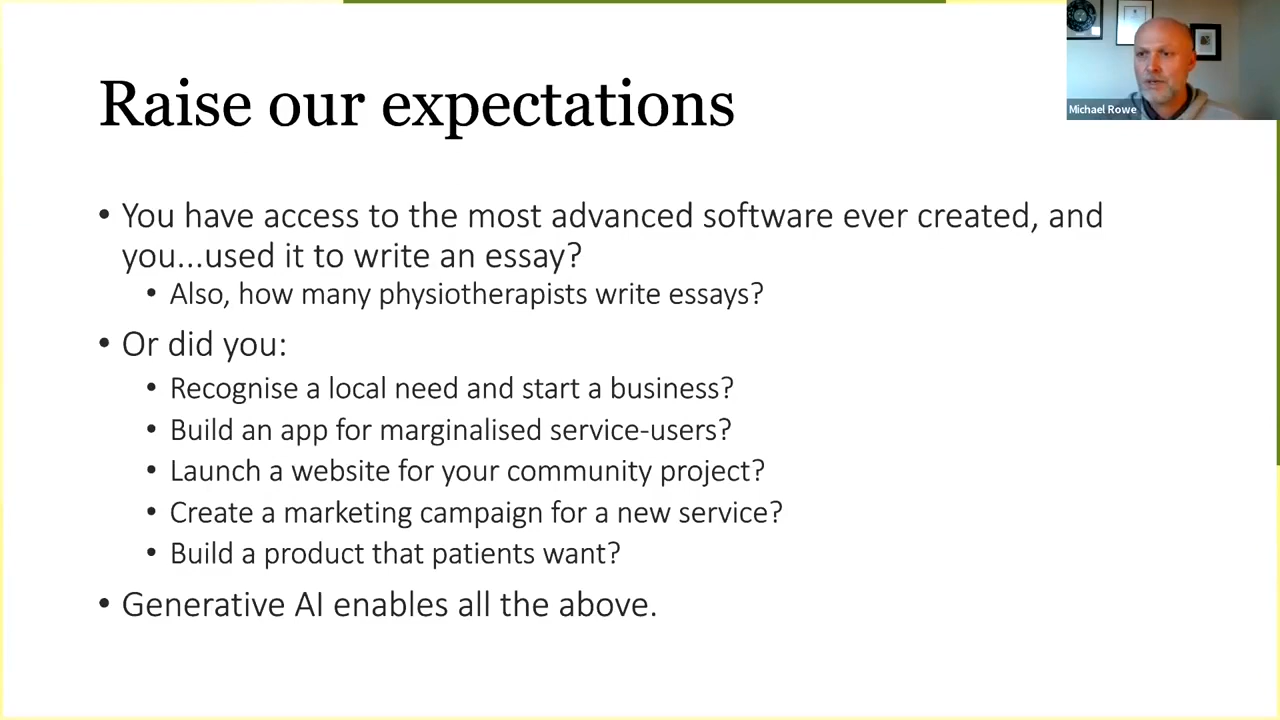 Raise our expectations
Michael Rowe
• You have access to the most advanced software ever created, and
you...used it to write an essay?
• Also, how many physiotherapists write essays?
• Or did you:
• Recognise a local need and start a business?
• Build an app for marginalised service-users?
• Launch a website for your community project?
• Create a marketing campaign for a new service?
• Build a product that patients want?
• Generative AI enables all the above.